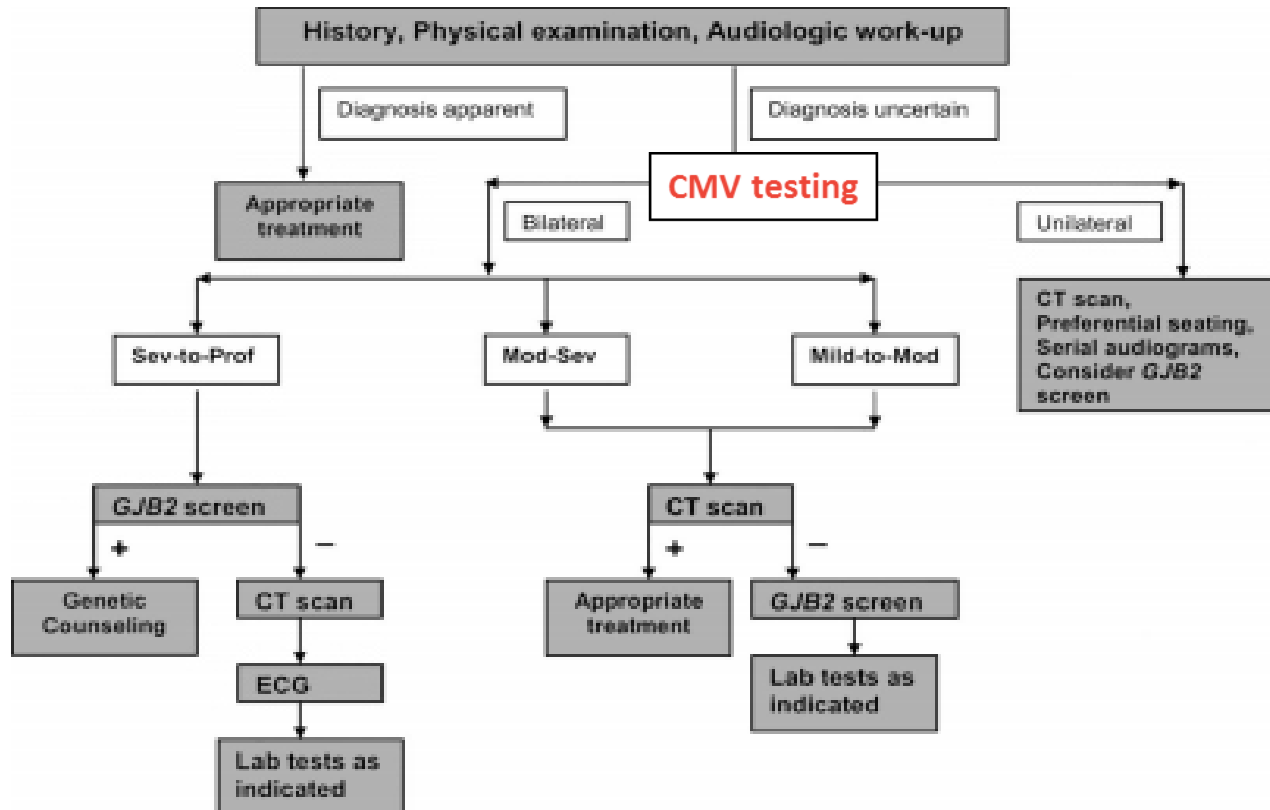 History, Physical examination, Audiologic work-up
Diagnosis apparent
Diagnosis uncertain
CMV testing
Appropriate
treatment
Bilateral
Unilateral
CT scan,
Preferential seating,
Serial audiograms,
Consider GJB2
screen
Sev-to-Prof
Mod-Sev
Mild-to-Mod
GJB2 screen
CT scan
+
–
+
–
Genetic
Counseling
CT scan
Appropriate
treatment
GJB2 screen
ECG
Lab tests as
indicated
Lab tests as
indicated